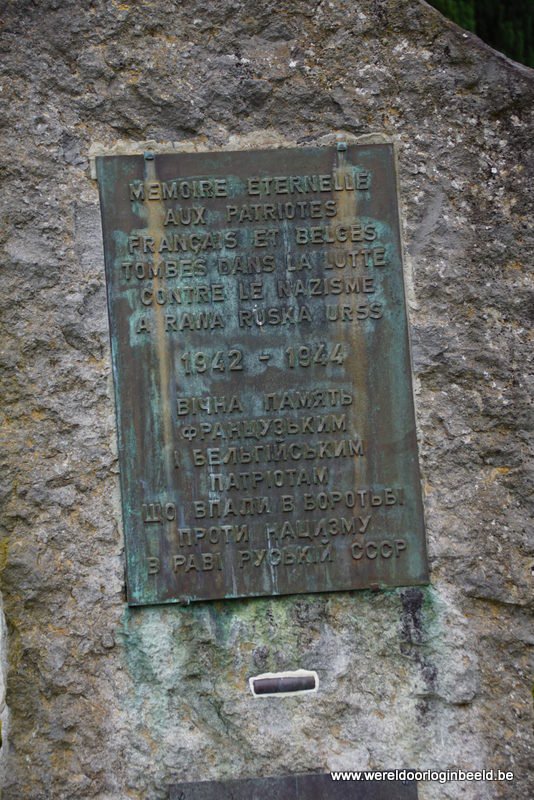 MEMOIRE ETERNELLE
AUX PATRIOTES
FRANÇAIS ET BELGES
TOMBES DANS LA LUTTE
CONTRE LE NAZISME
A RAWA RUSKA URSS
1942 - 1944
ВІЧНА ПАМЯТЬ
ФРАНЦУЗЬКИМ
І БЕЛЬГІЙСЬКИМ
ПАТРІОТАМ
ЩО ВПАЛИ В БОРОТЬБІ
ПРОТИ НАЦИЗМУ
В РАВІ РУСЬКІЙ СССР
www.wereldoorloginbeeld.be